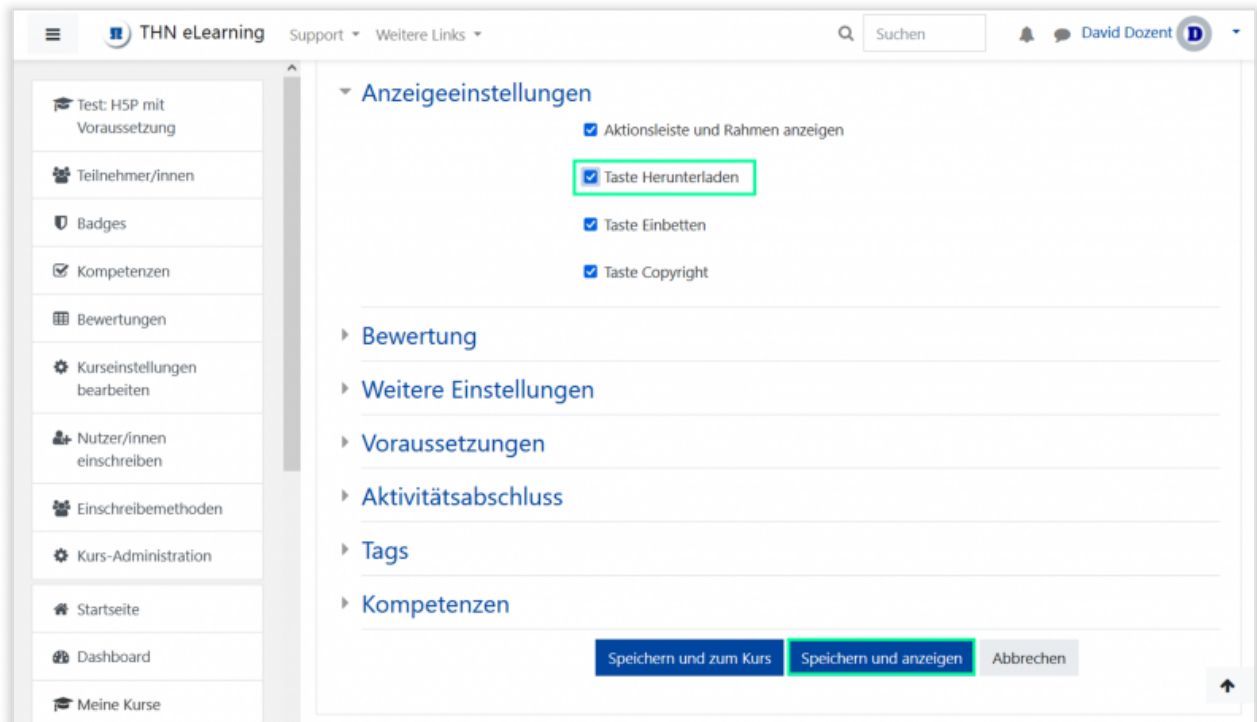 THN eLearning Support Weitere Links Suchen David Dozent D
Test: H5P mit
Voraussetzung
Teilnehmer/innen
Badges
Kompetenzen
Bewertungen
Kurseinstellungen
bearbeiten
Nutzer/innen
einschreiben
Einschreibemethoden
Kurs-Administration
Startseite
Dashboard
Meine Kurse
Anzeigeeinstellungen
Aktionsleiste und Rahmen anzeigen
Taste Herunterladen
Taste Einbetten
Taste Copyright
Bewertung
Weitere Einstellungen
Voraussetzungen
Aktivitätsabschluss
Tags
Kompetenzen
Speichern und zum Kurs Speichern und anzeigen Abbrechen